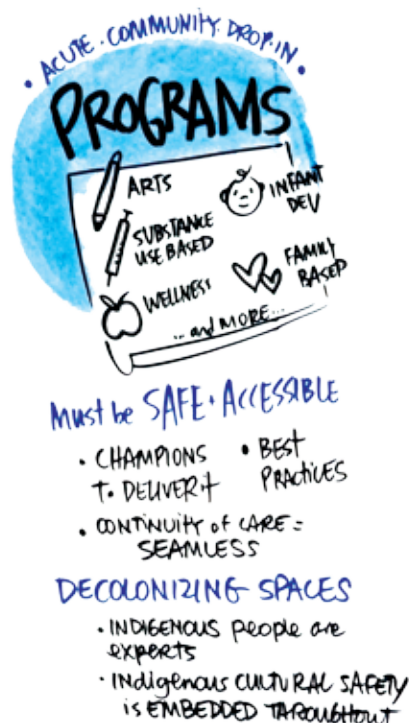 • ACUTE • COMMUNITY • DROP-IN •
PROGRAMS
ARTS
INFANT
DEV
SUBSTANCE
USE BASED
FAMILY
BASED
WELLNESS
... and MORE...
Must be SAFE + ACCESSIBLE
• CHAMPIONS
TO DELIVER it
• BEST
PRACTICES
• CONTINUITY of CARE =
SEAMLESS
DECOLONIZING SPACES
• INDIGENOUS people are
experts
• INDIgenous CULTURAL SAFETY
is EMBEDDED THROUGHOUT